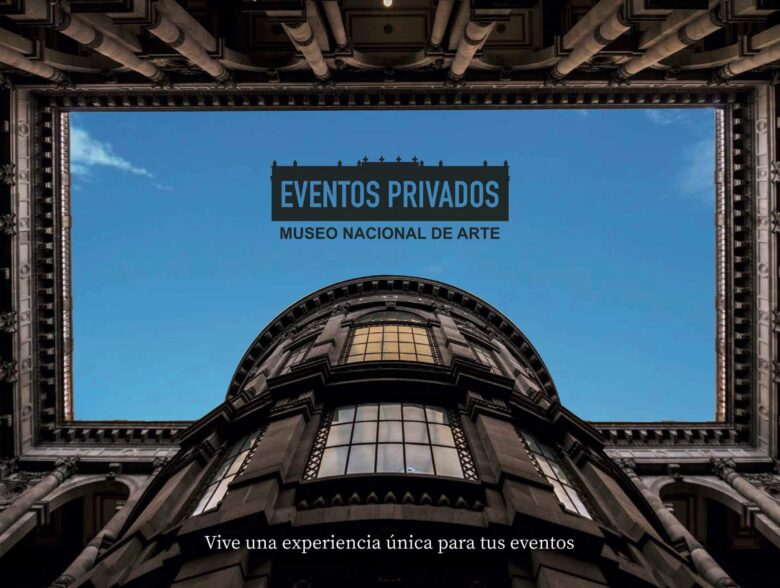 EVENTOS PRIVADOS
MUSEO NACIONAL DE ARTE
Vive una experiencia única para tus eventos